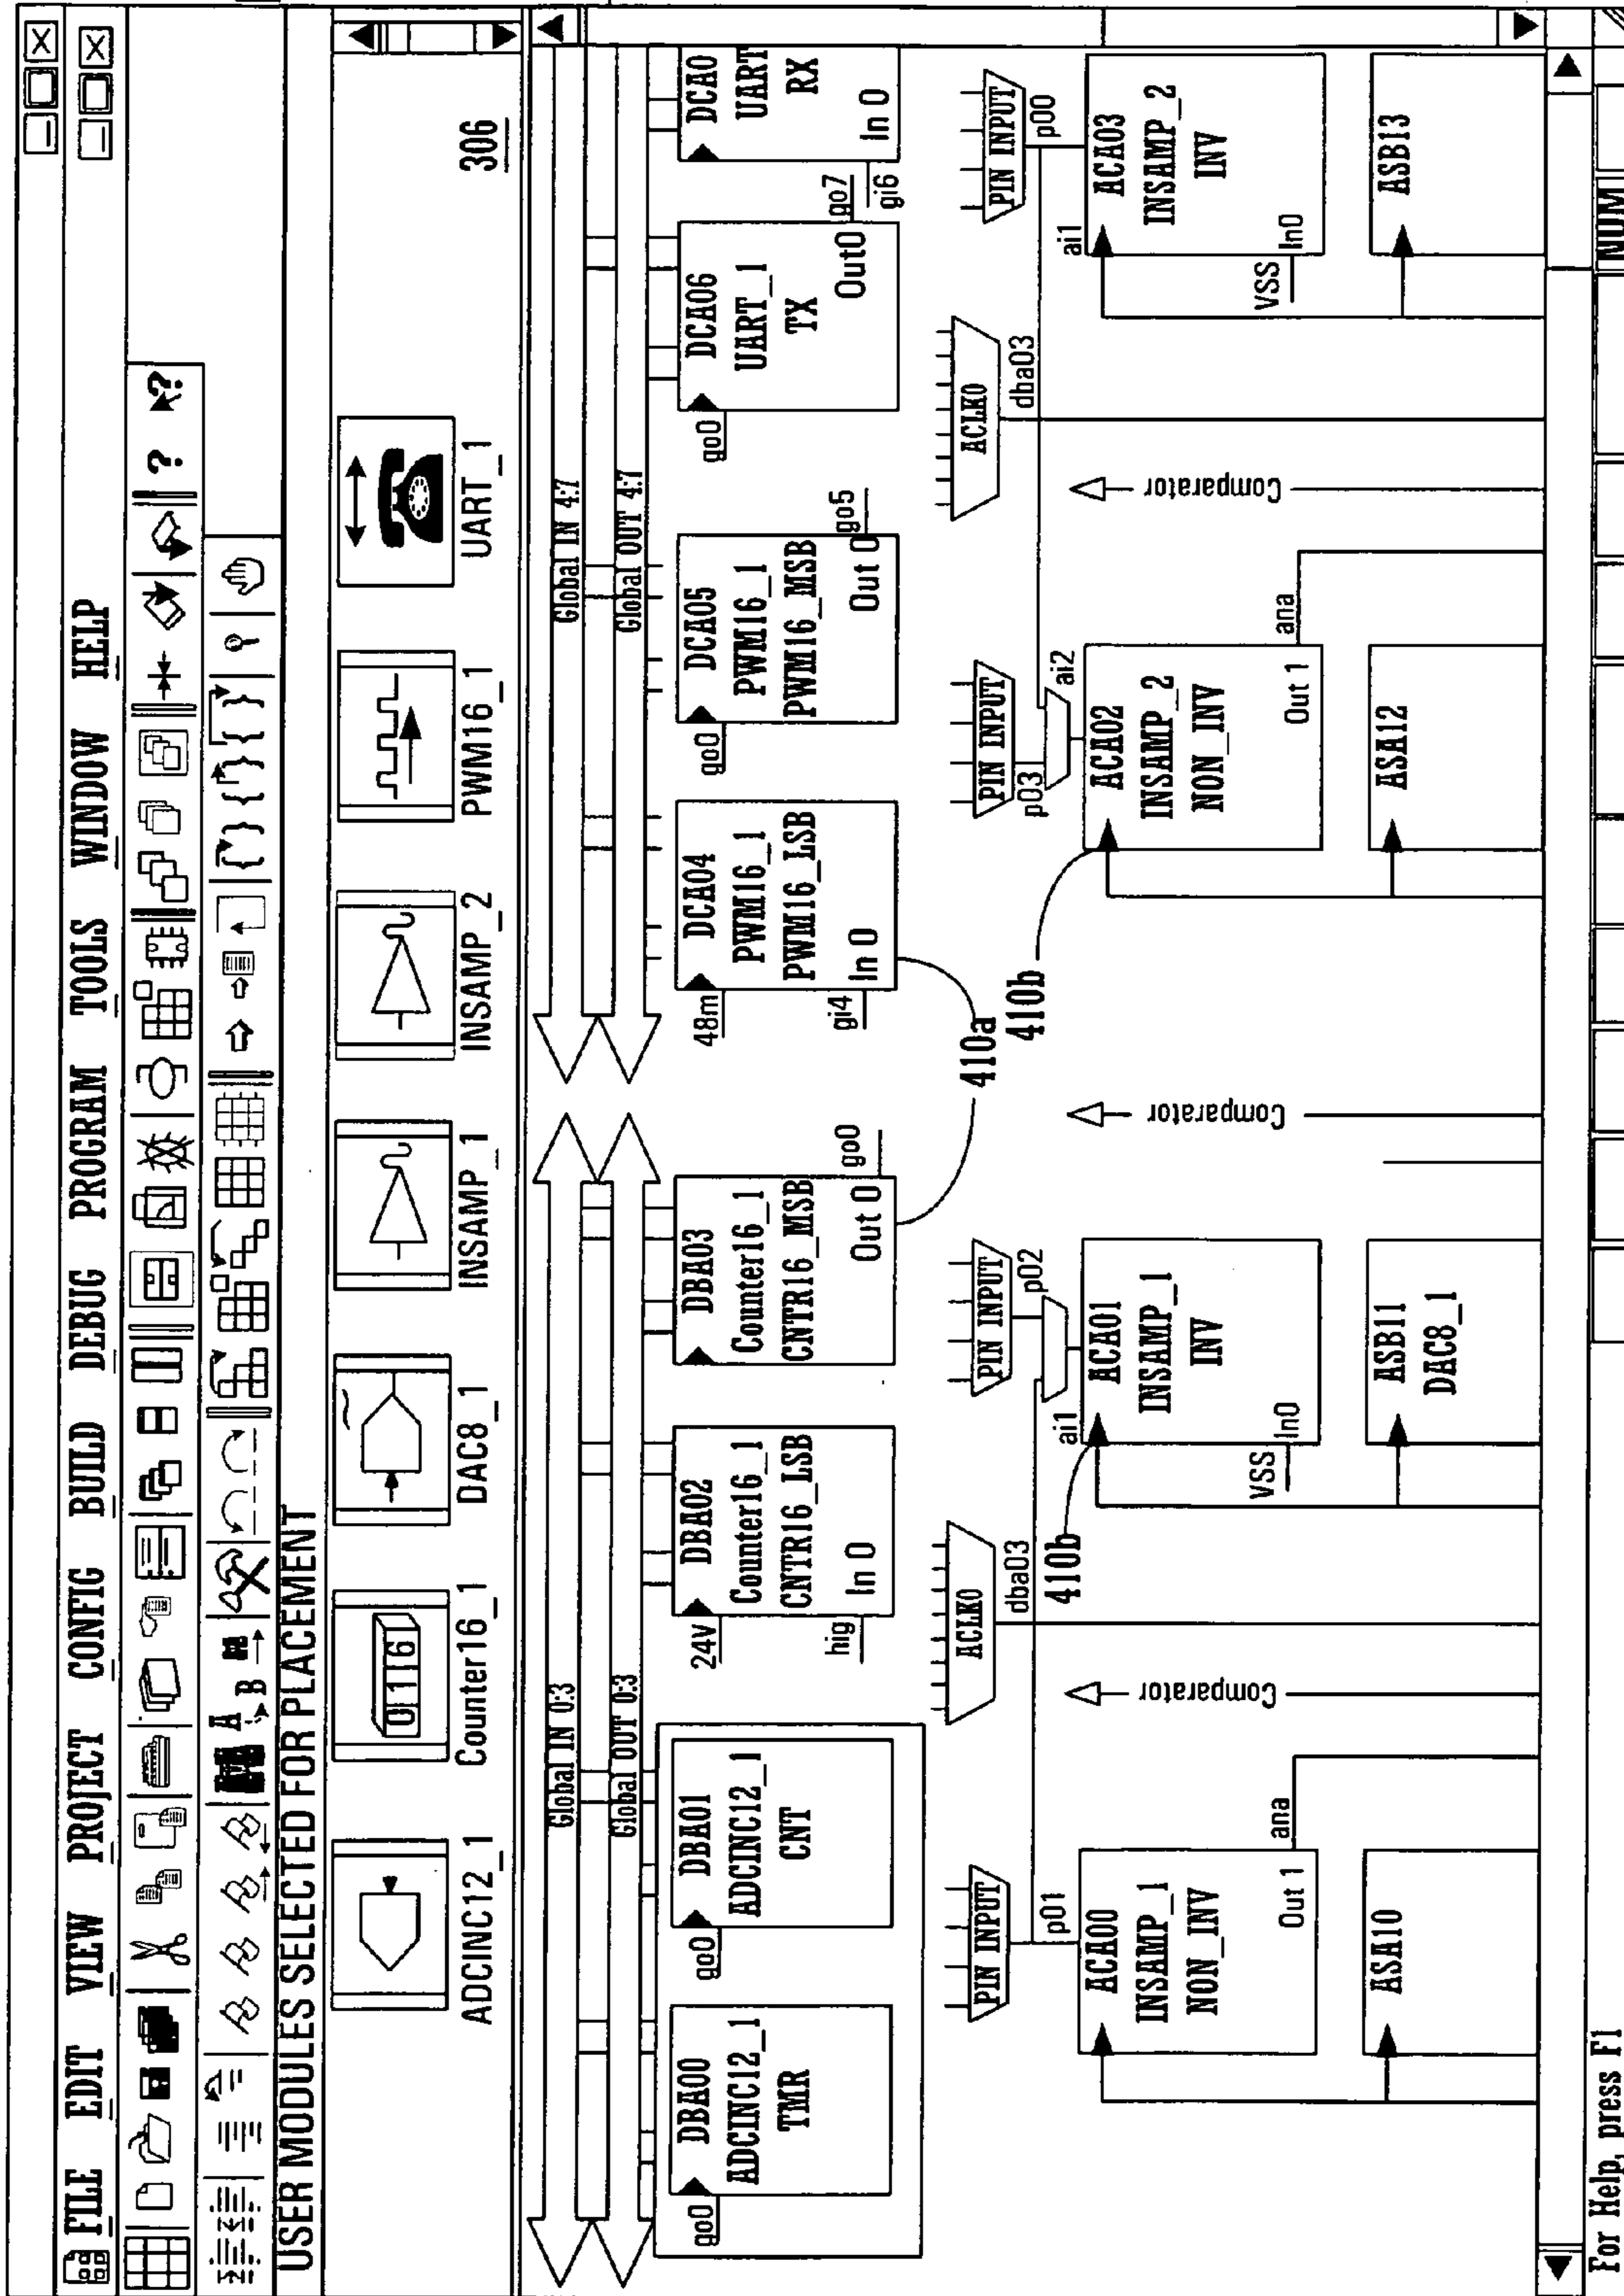 FILE EDIT VIEW PROJECT CONFIG BUILD DEBUG PROGRAM TOOLS WINDOW HELP
? ?
A B
USER MODULES SELECTED FOR PLACEMENT
0116
ADCINC12_1 Counter16_1 DAC8_1 INSAMP_1 INSAMP_2 PWM16_1 UART_1
306
Global IN 0:3 Global IN 4:7
Global OUT 0:3 Global OUT 4:7
go0
DBA00
ADCINC12_1
TMR
go0
DBA01
ADCINC12_1
CNT
24V
DBA02
Counter16_1
CNTR16_LSB
hig
In 0
DBA03
Counter16_1
CNTR16_MSB
Out 0
go0
48m
DCA04
PWM16_1
PWM16_LSB
gi4
In 0
go0
DCA05
PWM16_1
PWM16_MSB
Out 0
go5
go0
DCA06
UART_1
TX
Out0
go7
gi6
DCA0
UART
RX
In 0
410a
410b
410b
PIN INPUT
p01
ACA00
INSAMP_1
NON_INV
Out 1
ana
ASA10
Comparator
ACLK0
dba03
PIN INPUT
p02
ai1
ACA01
INSAMP_1
INV
VSS
In0
ASB11
DAC8_1
Comparator
PIN INPUT
p03
ai2
ACA02
INSAMP_2
NON_INV
Out 1
ana
ASA12
Comparator
ACLK0
dba03
PIN INPUT
p00
ai1
ACA03
INSAMP_2
INV
VSS
In0
ASB13
For Help, press F1
NUM